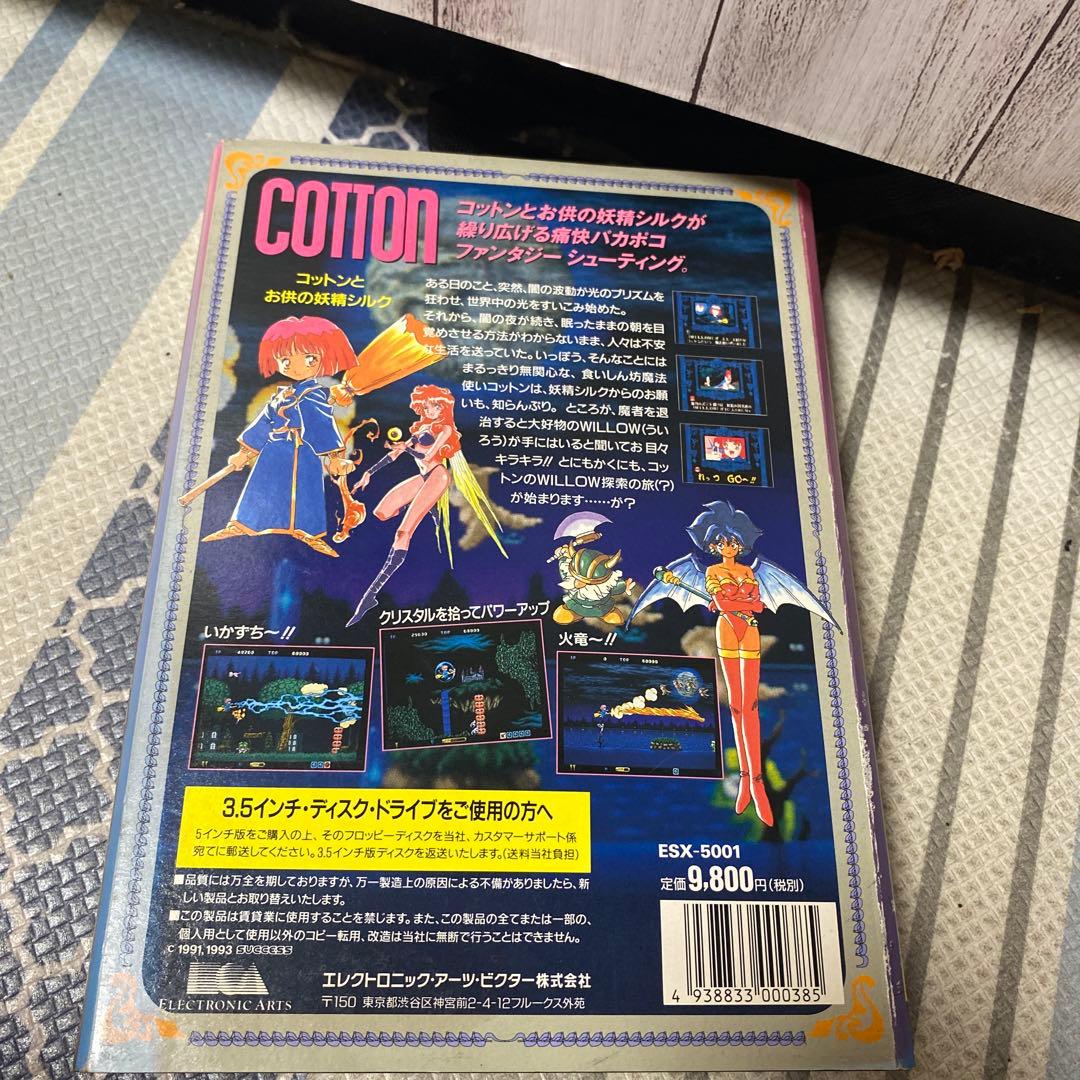 COTTON
コットンとお供の妖精シルクが
繰り広げる痛快バカポコ
ファンタジー シューティング。
コットンと
お供の妖精シルク
ある日のこと、突然、闇の波動が光のプリズムを
狂わせ、世界中の光をすいこみ始めた。
それから、闇の夜が続き、眠ったままの朝を目
覚めさせる方法がわからないまま、人々は不安
な生活を送っていた。いっぽう、そんなことには
まるっきり無関心な、食いしん坊魔法
使いコットンは、妖精シルクからのお願
いも、知らんぷり。ところが、魔者を退
治すると大好物のWILLOW(うい
ろう)が手にはいると聞いてお目々
キラキラ!! とにもかくにも、コッ
トンのWILLOW探索の旅(?)
が始まります……が?
れっつ GO〜!!
いかずち〜!!
クリスタルを拾ってパワーアップ
火竜〜!!
3.5インチ・ディスク・ドライブをご使用の方へ
5インチ版をご購入の上、そのフロッピーディスクを当社、カスタマーサポート係
宛てに郵送してください。3.5インチ版ディスクを返送いたします。(送料当社負担)
■品質には万全を期しておりますが、万一製造上の原因による不備がありましたら、新
しい製品とお取り替えいたします。
■この製品は賃貸業に使用することを禁じます。また、この製品の全てまたは一部の、
個人用として使用以外のコピー転用、改造は当社に無断で行うことはできません。
© 1991,1993 SUCCESS
ESX-5001
定価9,800円(税別)
4 938833 000385
ELECTRONIC ARTS
エレクトロニック・アーツ・ビクター株式会社
〒150 東京都渋谷区神宮前2-4-12フルークス外苑